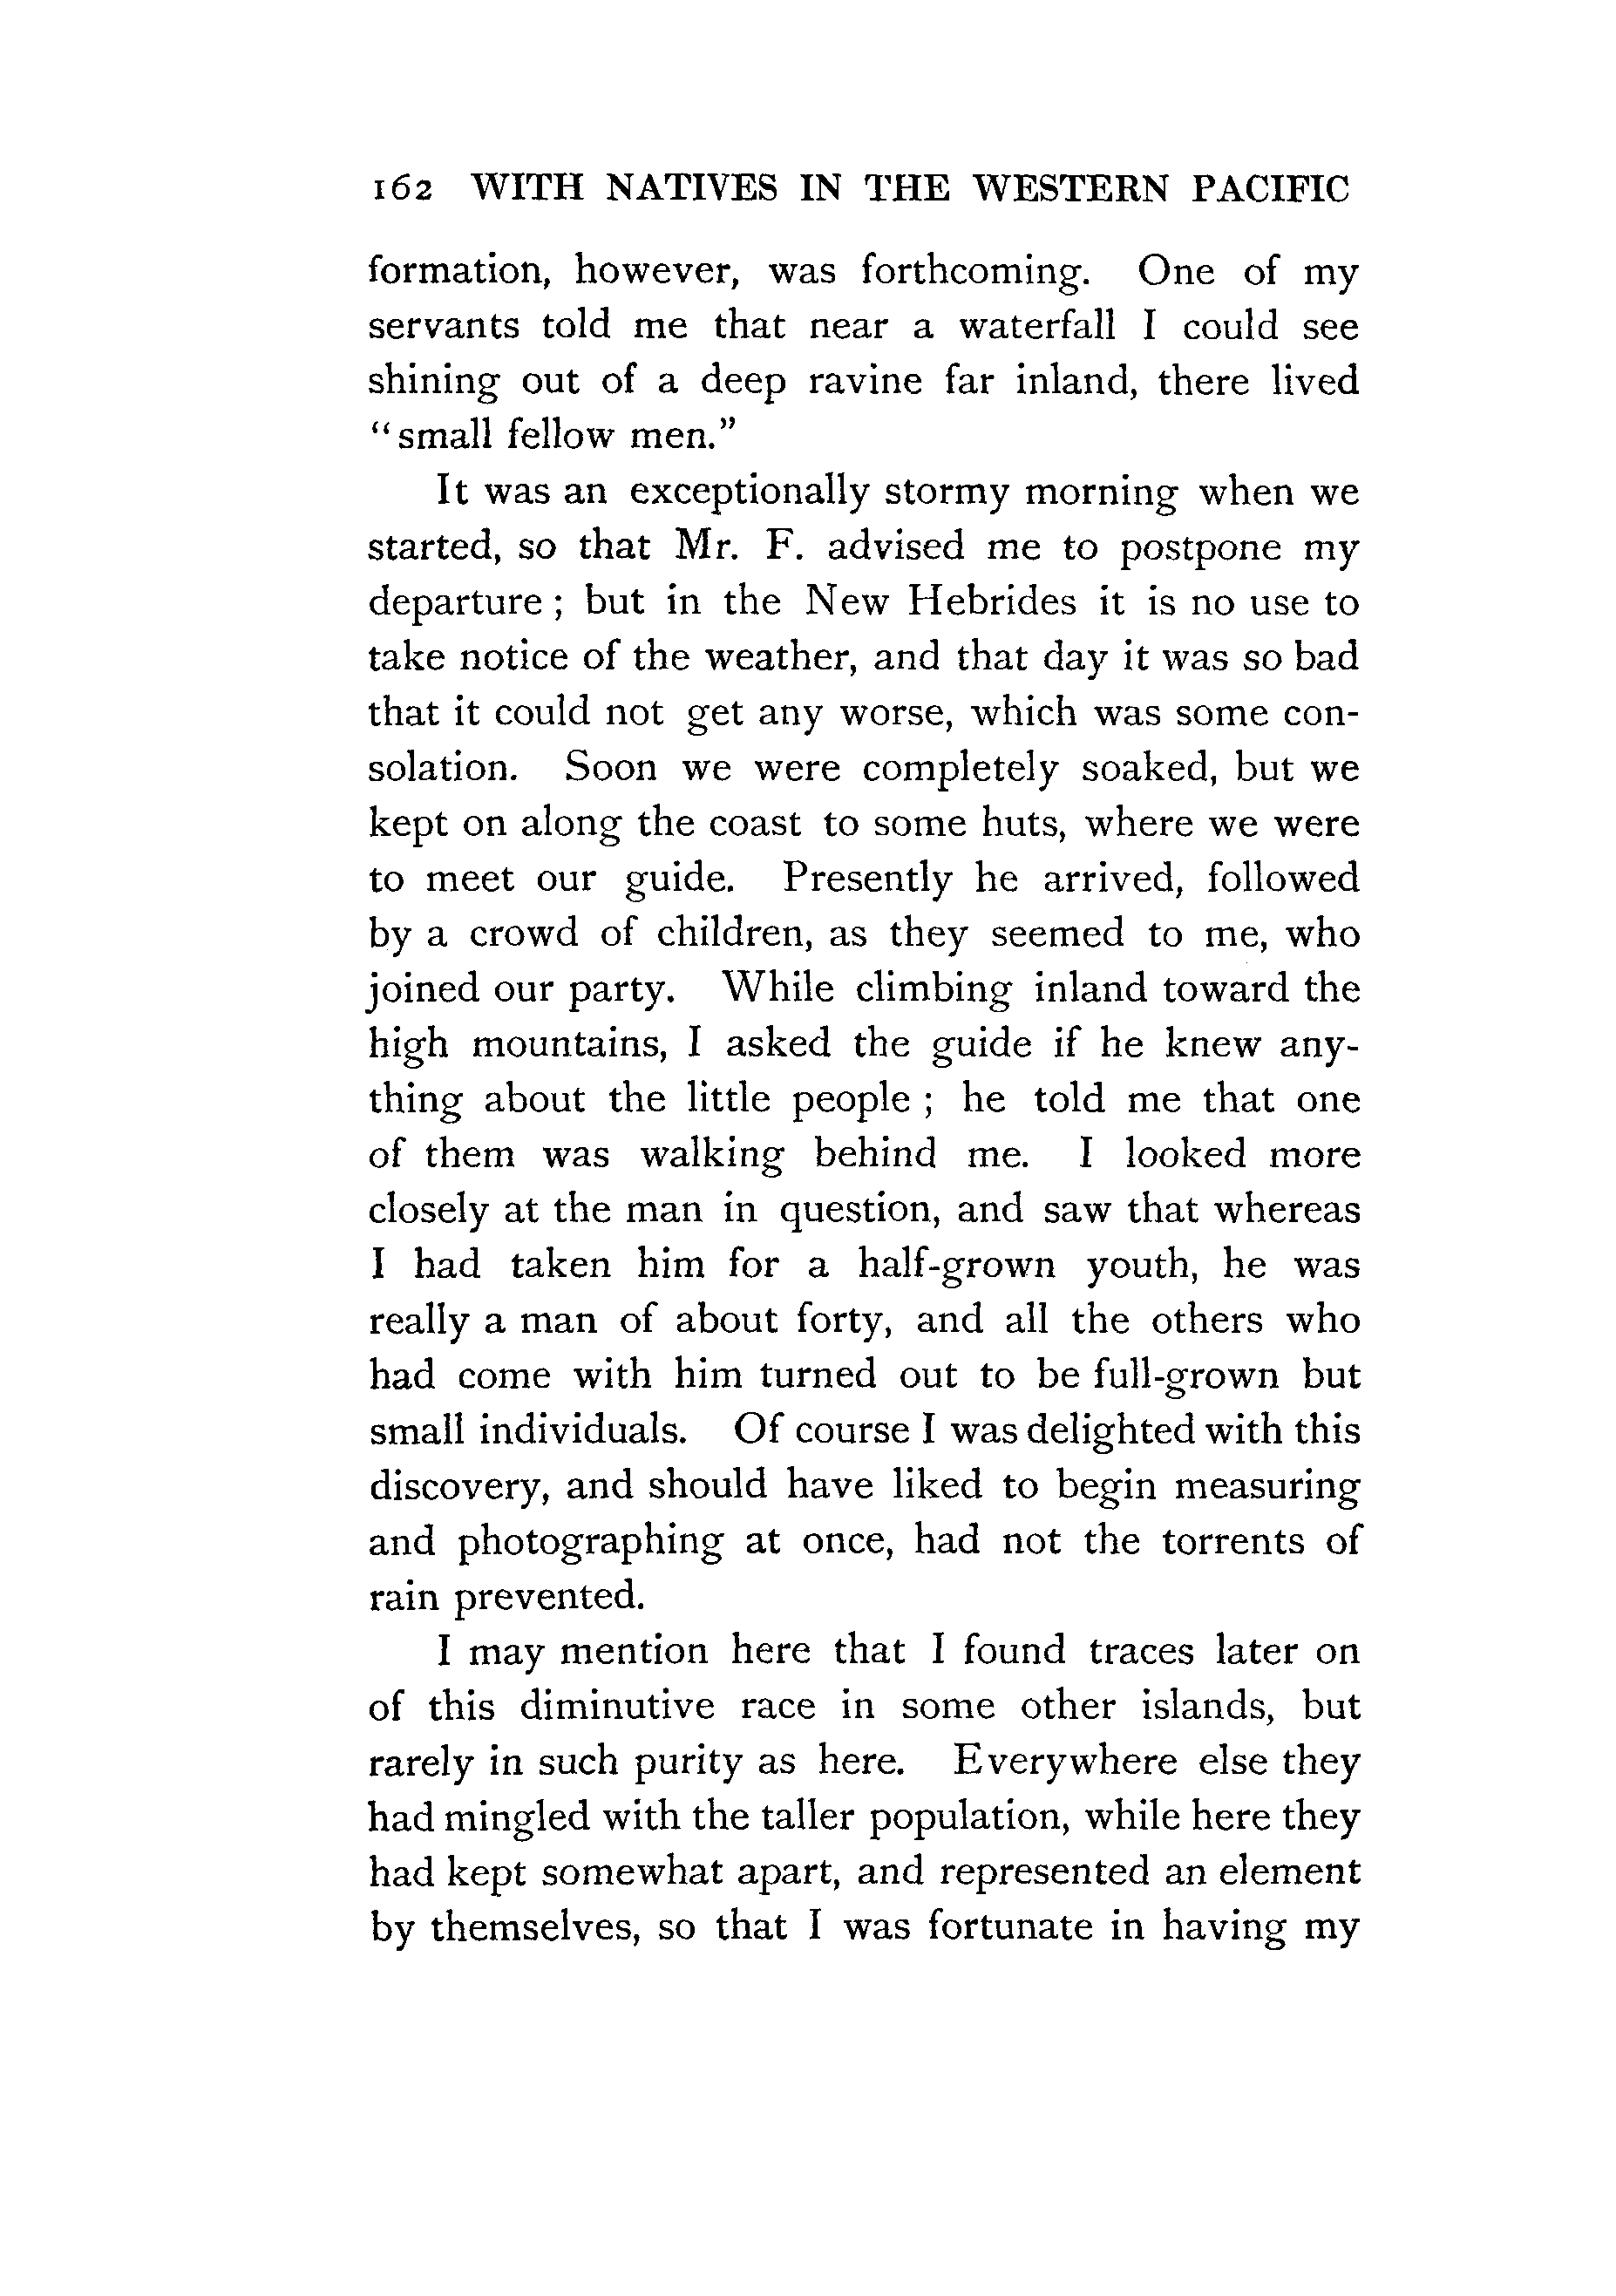 162 WITH NATIVES IN THE WESTERN PACIFIC
formation, however, was forthcoming. One of my
servants told me that near a waterfall I could see
shining out of a deep ravine far inland, there lived
“small fellow men.”
It was an exceptionally stormy morning when we
started, so that Mr. F. advised me to postpone my
departure; but in the New Hebrides it is no use to
take notice of the weather, and that day it was so bad
that it could not get any worse, which was some con-
solation. Soon we were completely soaked, but we
kept on along the coast to some huts, where we were
to meet our guide. Presently he arrived, followed
by a crowd of children, as they seemed to me, who
joined our party. While climbing inland toward the
high mountains, I asked the guide if he knew any-
thing about the little people; he told me that one
of them was walking behind me. I looked more
closely at the man in question, and saw that whereas
I had taken him for a half-grown youth, he was
really a man of about forty, and all the others who
had come with him turned out to be full-grown but
small individuals. Of course I was delighted with this
discovery, and should have liked to begin measuring
and photographing at once, had not the torrents of
rain prevented.
I may mention here that I found traces later on
of this diminutive race in some other islands, but
rarely in such purity as here. Everywhere else they
had mingled with the taller population, while here they
had kept somewhat apart, and represented an element
by themselves, so that I was fortunate in having my